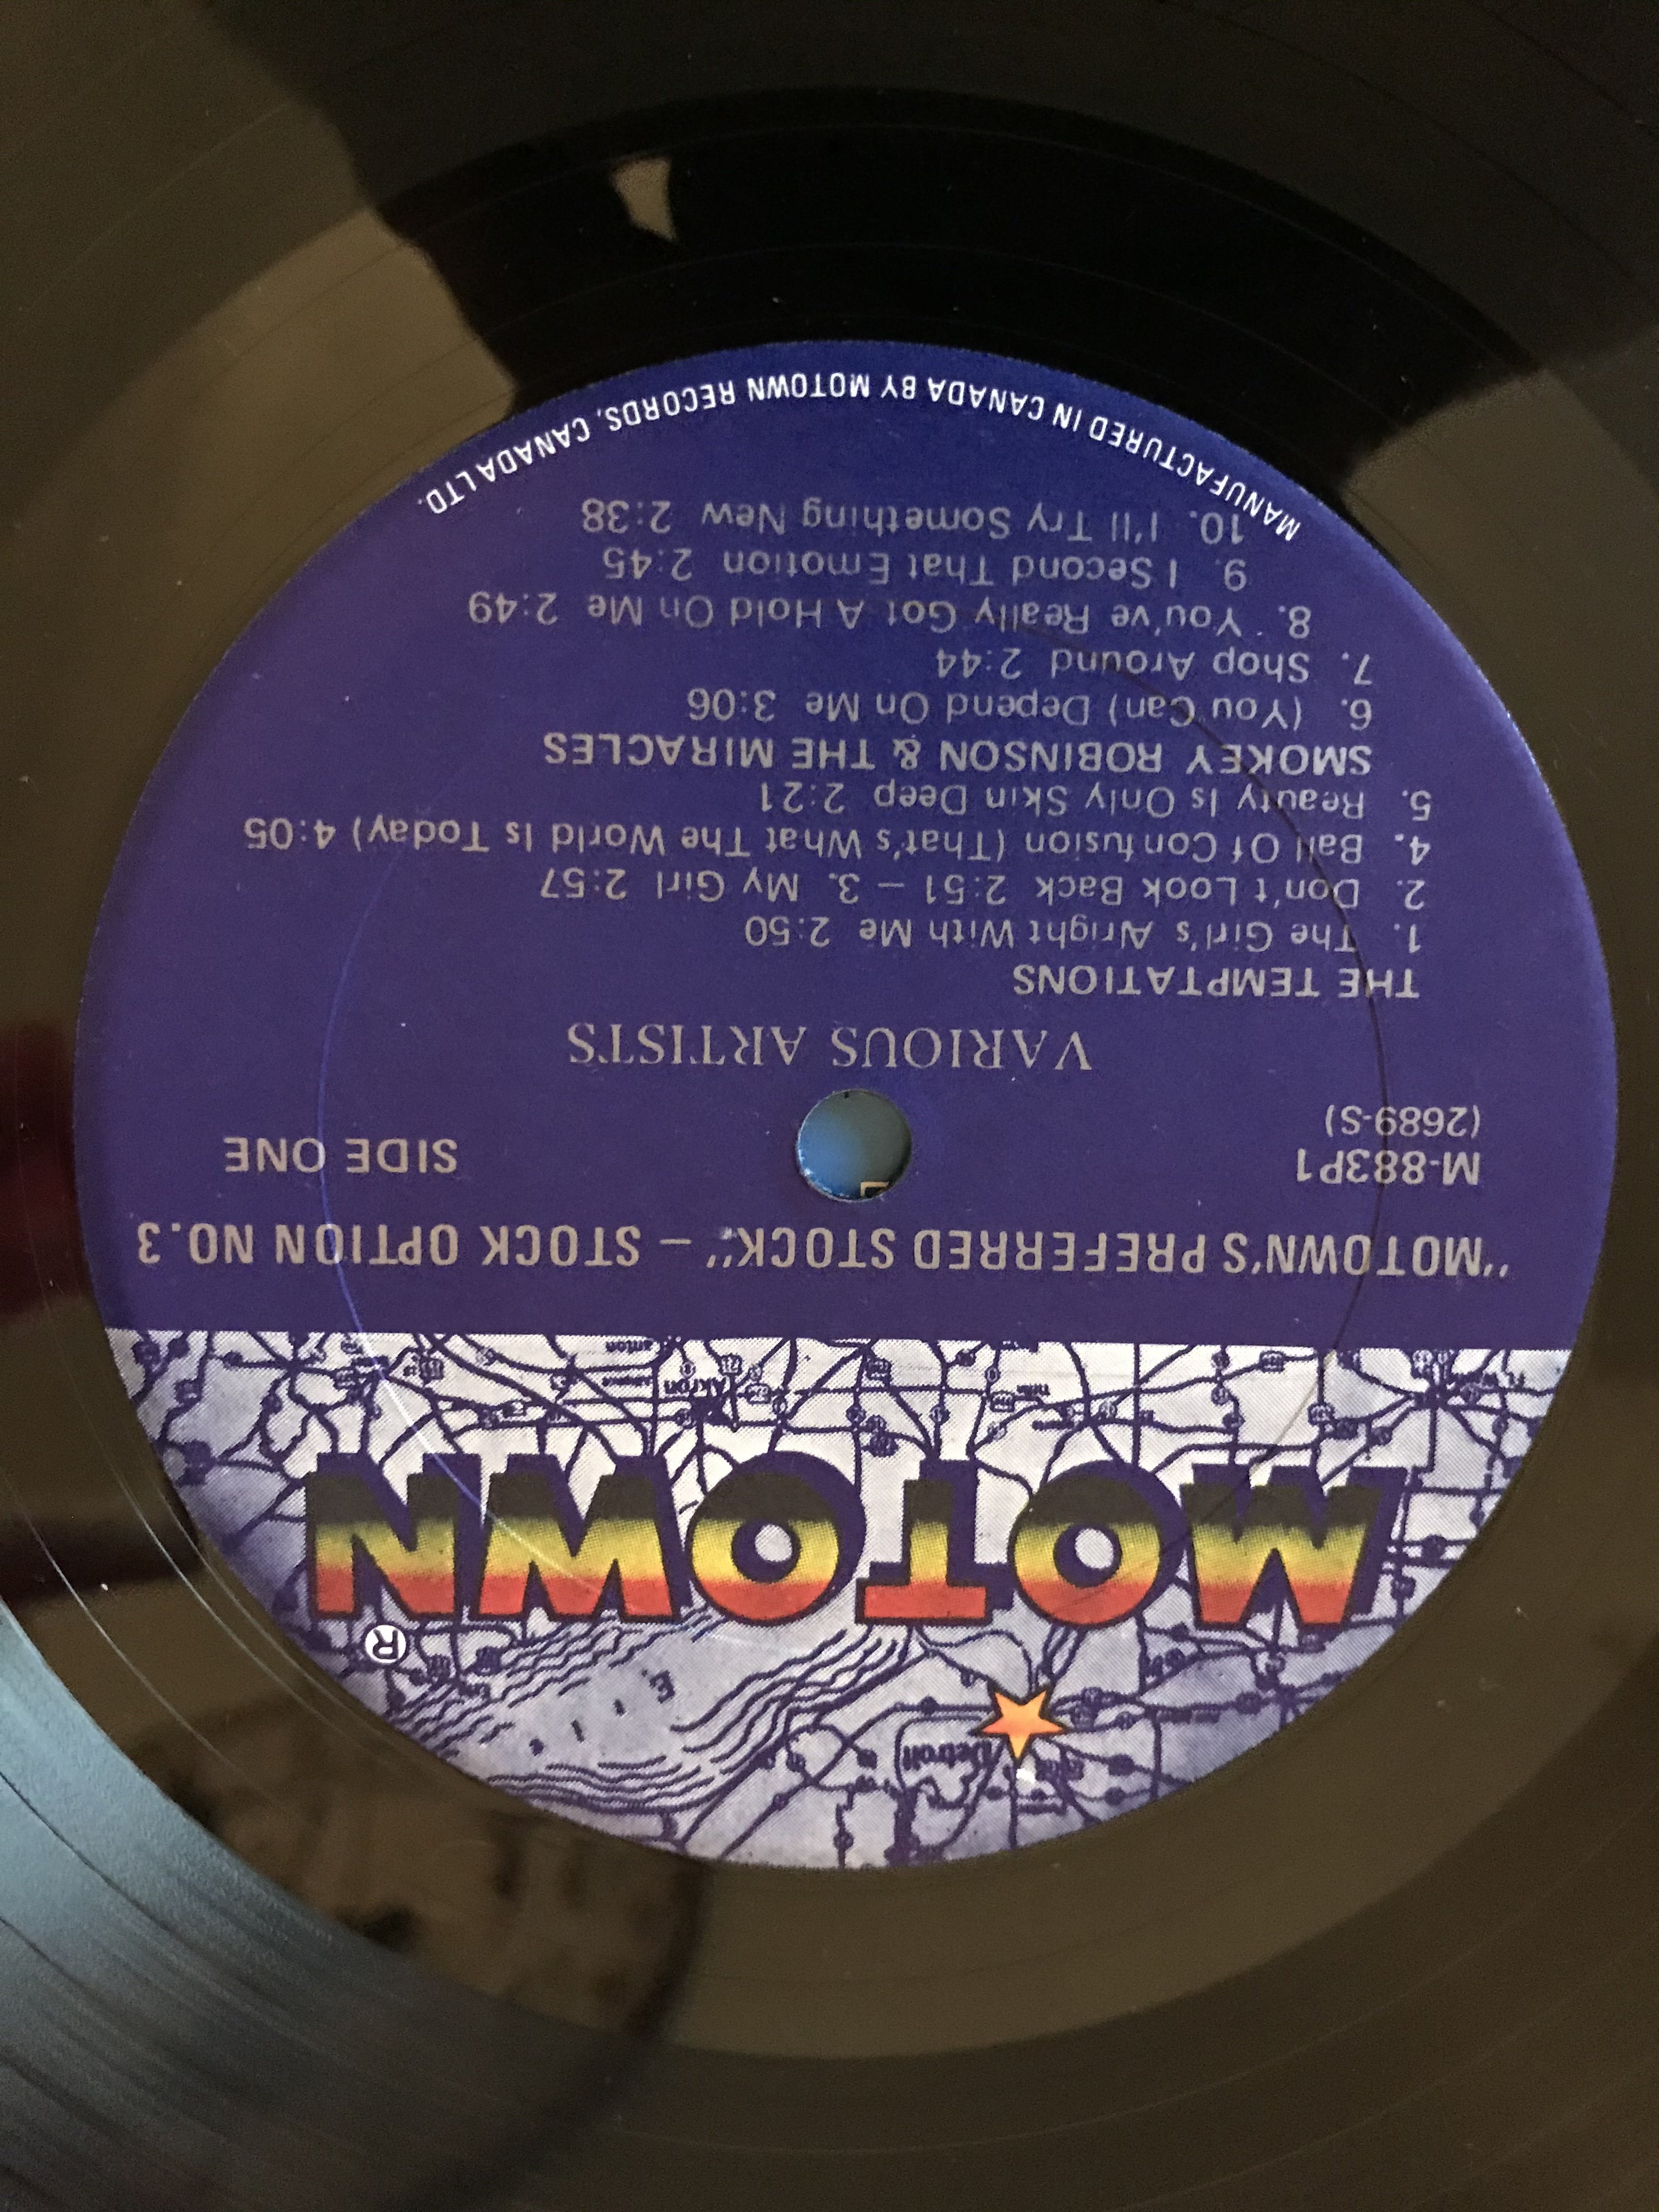 Detroit
E r i e
®
MOTOWN
Akron
"MOTOWN'S PREFERRED STOCK" – STOCK OPTION NO.3
M-883P1
SIDE ONE
(2689-S)
VARIOUS ARTISTS
THE TEMPTATIONS
1. The Girl's Alright With Me 2:50
2. Don't Look Back 2:51 – 3. My Girl 2:57
4. Ball Of Confusion (That's What The World Is Today) 4:05
5. Beauty Is Only Skin Deep 2:21
SMOKEY ROBINSON & THE MIRACLES
6. (You Can) Depend On Me 3:06
7. Shop Around 2:44
8. You've Really Got A Hold On Me 2:49
9. I Second That Emotion 2:45
10. I'll Try Something New 2:38
MANUFACTURED IN CANADA BY MOTOWN RECORDS, CANADA LTD.